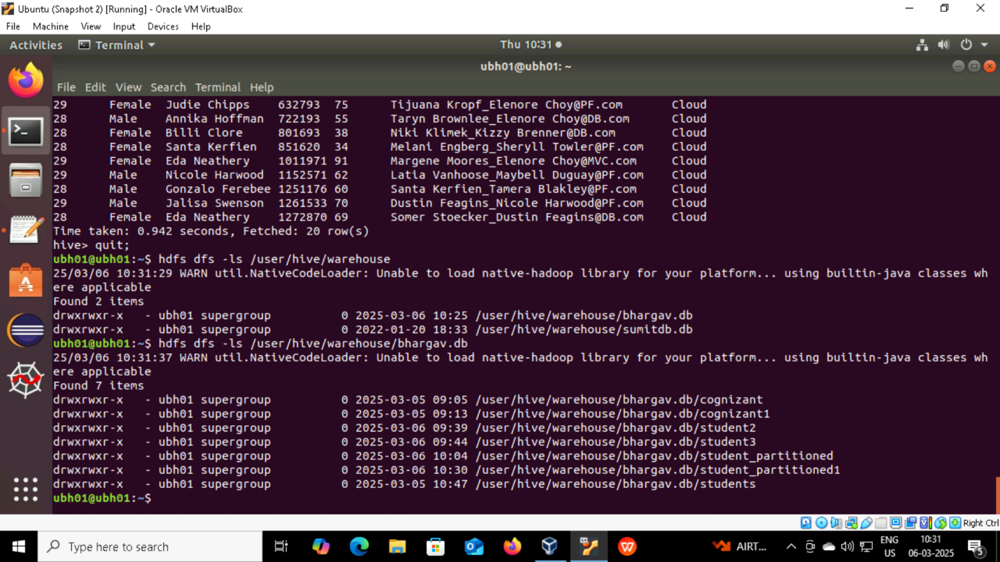 Ubuntu (Snapshot 2) [Running] - Oracle VM VirtualBox
File Machine View Input Devices Help
Activities Terminal Thu 10:31
ubh01@ubh01: ~
File Edit View Search Terminal Help
29 Female Judie Chipps 632793 75 Tijuana Kropf_Elenore Choy@PF.com Cloud
28 Male Annika Hoffman 722193 55 Taryn Brownlee_Elenore Choy@DB.com Cloud
28 Female Billi Clore 801693 38 Niki Klimek_Kizzy Brenner@DB.com Cloud
28 Female Santa Kerfien 851620 34 Melani Engberg_Sheryll Towler@PF.com Cloud
29 Female Eda Neathery 1011971 91 Margene Moores_Elenore Choy@MVC.com Cloud
29 Male Nicole Harwood 1152571 62 Latia Vanhoose_Maybell Duguay@PF.com Cloud
28 Male Gonzalo Ferebee 1251176 60 Santa Kerfien_Tamera Blakley@PF.com Cloud
29 Male Jalisa Swenson 1261533 70 Dustin Feagins_Nicole Harwood@PF.com Cloud
28 Female Eda Neathery 1272870 69 Somer Stoecker_Dustin Feagins@DB.com Cloud
Time taken: 0.942 seconds, Fetched: 20 row(s)
hive> quit;
ubh01@ubh01:~$ hdfs dfs -ls /user/hive/warehouse
25/03/06 10:31:29 WARN util.NativeCodeLoader: Unable to load native-hadoop library for your platform... using builtin-java classes wh
ere applicable
Found 2 items
drwxrwxr-x - ubh01 supergroup 0 2025-03-06 10:25 /user/hive/warehouse/bhargav.db
drwxrwxr-x - ubh01 supergroup 0 2022-01-20 18:33 /user/hive/warehouse/sumitdb.db
ubh01@ubh01:~$ hdfs dfs -ls /user/hive/warehouse/bhargav.db
25/03/06 10:31:37 WARN util.NativeCodeLoader: Unable to load native-hadoop library for your platform... using builtin-java classes wh
ere applicable
Found 7 items
drwxrwxr-x - ubh01 supergroup 0 2025-03-05 09:05 /user/hive/warehouse/bhargav.db/cognizant
drwxrwxr-x - ubh01 supergroup 0 2025-03-05 09:13 /user/hive/warehouse/bhargav.db/cognizant1
drwxrwxr-x - ubh01 supergroup 0 2025-03-06 09:39 /user/hive/warehouse/bhargav.db/student2
drwxrwxr-x - ubh01 supergroup 0 2025-03-06 09:44 /user/hive/warehouse/bhargav.db/student3
drwxrwxr-x - ubh01 supergroup 0 2025-03-06 10:04 /user/hive/warehouse/bhargav.db/student_partitioned
drwxrwxr-x - ubh01 supergroup 0 2025-03-06 10:30 /user/hive/warehouse/bhargav.db/student_partitioned1
drwxrwxr-x - ubh01 supergroup 0 2025-03-05 10:47 /user/hive/warehouse/bhargav.db/students
ubh01@ubh01:~$
Right Ctrl
Type here to search
AIRT...
ENG
US
10:31
06-03-2025
5